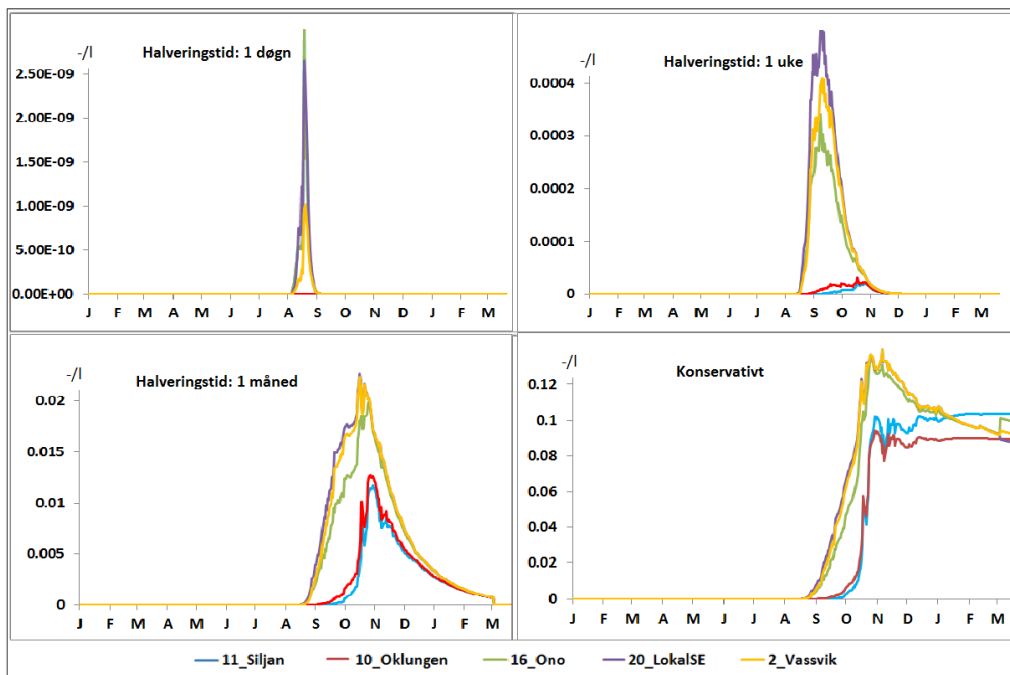 -/l
Halveringstid: 1 døgn
2.50E-09
2.00E-09
1.50E-09
1.00E-09
5.00E-10
0.00E+00
J F M A M J J A S O N D J F M
-/l
Halveringstid: 1 uke
0.0004
0.0003
0.0002
0.0001
0
J F M A M J J A S O N D J F M
-/l
Halveringstid: 1 måned
0.02
0.015
0.01
0.005
0
J F M A M J J A S O N D J F M
-/l
Konservativt
0.12
0.1
0.08
0.06
0.04
0.02
0
J F M A M J J A S O N D J F M
11_Siljan 10_Oklungen 16_Ono 20_LokalSE 2_Vassvik